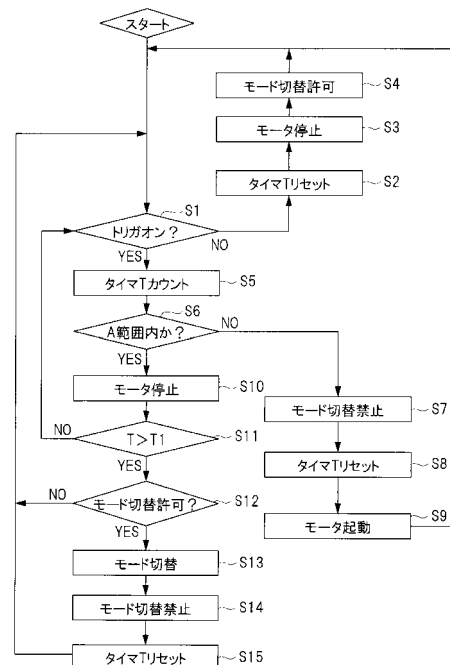 スタート
モード切替許可
S4
モータ停止
S3
タイマTリセット
S2
S1
トリガオン？
NO
YES
タイマTカウント
S5
S6
A範囲内か？
NO
YES
モータ停止
S10
モード切替禁止
S7
NO
T＞T1
S11
タイマTリセット
S8
YES
NO
モード切替許可？
S12
モータ起動
S9
YES
モード切替
S13
モード切替禁止
S14
タイマTリセット
S15